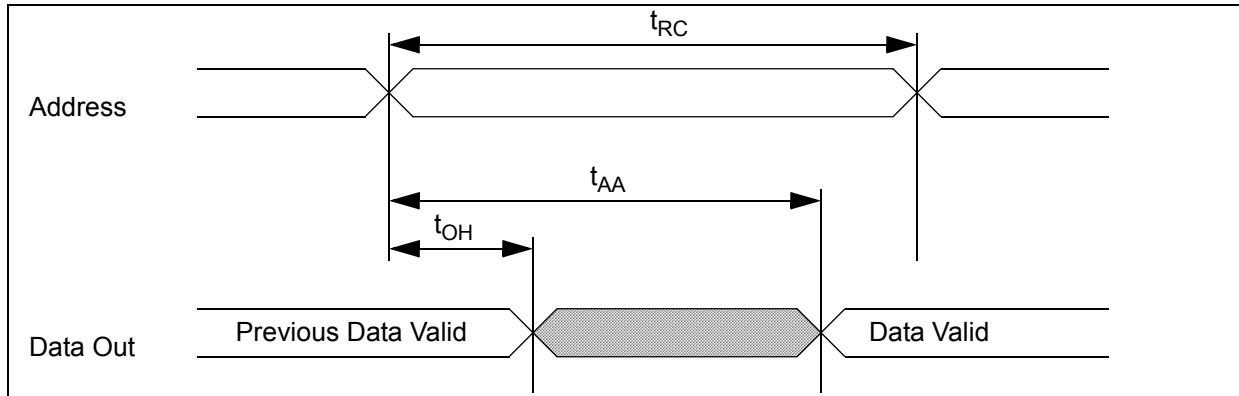 tRC
Address
tAA
tOH
Previous Data Valid
Data Valid
Data Out